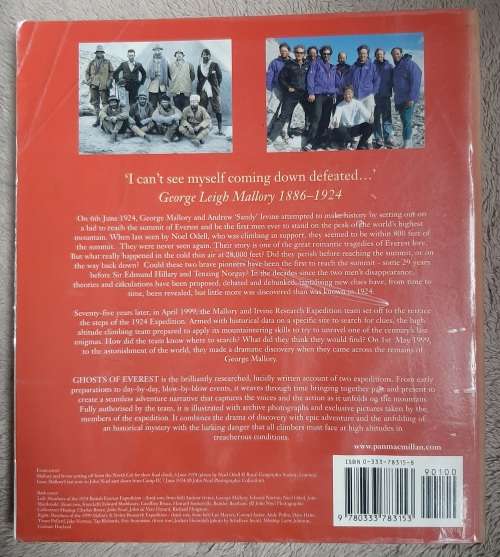 'I can't see myself coming down defeated...'
George Leigh Mallory 1886–1924
On 6th June 1924, George Mallory and Andrew 'Sandy' Irvine attempted to make history by setting out on
a bid to reach the summit of Everest and be the first men ever to stand on the peak of the world's highest
mountain. When last seen by Noel Odell, who was climbing in support, they seemed to be within 800 feet of
the summit. They were never seen again. Their story is one of the great romantic tragedies of Everest lore.
But what really happened in the cold thin air at 28,000 feet? Did they perish before reaching the summit, or on
the way back down? Could these two brave pioneers have been the first to reach the summit – some 29 years
before Sir Edmund Hillary and Tensing Norgay? In the decades since the two men's disappearance,
theories and calculations have been proposed, debated and debunked, tantalising new clues have, from time to
time, been revealed, but little more was discovered than was known in 1924.
Seventy-five years later, in April 1999, the Mallory and Irvine Research Expedition team set off to the retrace
the steps of the 1924 Expedition. Armed with historical data on a specific site to search for clues, the high
altitude climbing team prepared to apply its mountaineering skills to try to unravel one of the century's last
enigmas. How did the team know where to search? What did they think they would find? On 1st May 1999,
to the astonishment of the world, they made a dramatic discovery when they came across the remains of
George Mallory.
GHOSTS OF EVEREST is the brilliantly researched, lucidly written account of two expeditions. From early
preparations to day-by-day, blow-by-blow events, it weaves through time bringing together past and present to
create a seamless adventure narrative that captures the voices and the action as it unfolds on the mountain.
Fully authorised by the team, it is illustrated with archive photographs and exclusive pictures taken by the
members of the expedition. It combines the drama of discovery with epic adventure and the unfolding of
an historical mystery with the lurking danger that all climbers must face at high altitudes in
treacherous conditions.
www.panmacmillan.com
Back cover:
ISBN 0-333-78315-6
90100
9 780333 783153